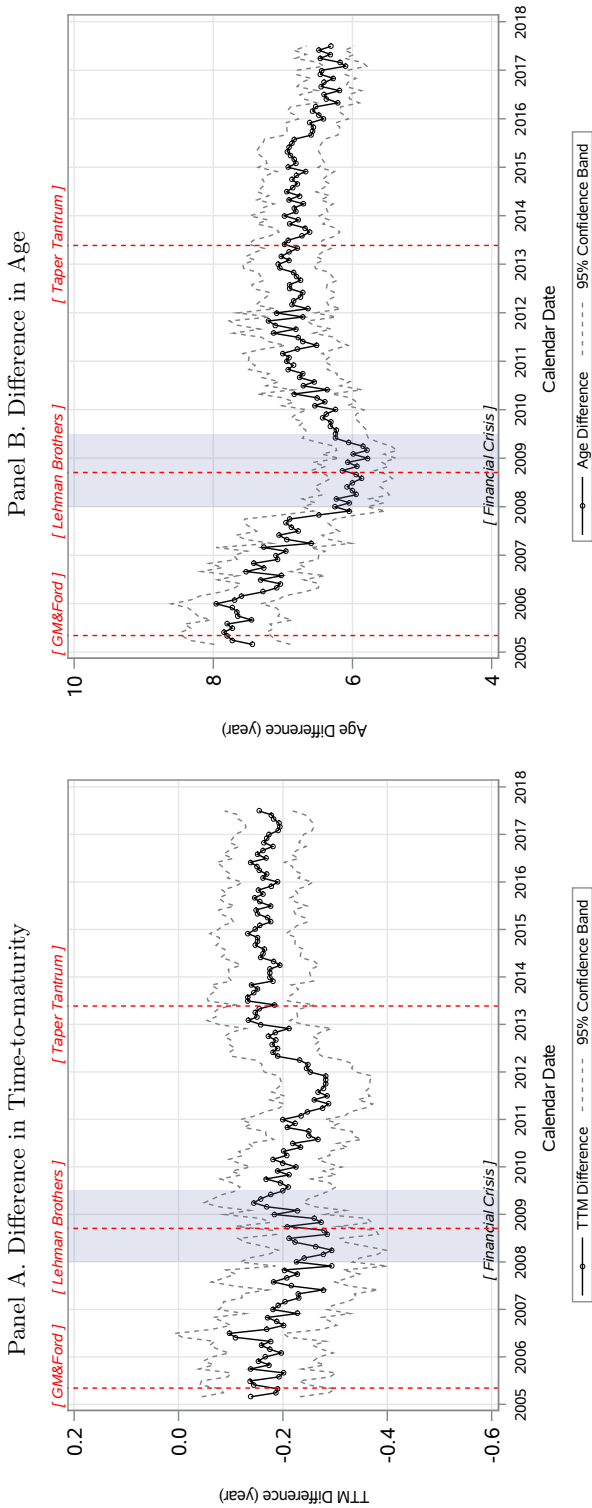 Panel A. Difference in Time-to-maturity
[ GM&Ford ]
[ Lehman Brothers ]
[ Taper Tantrum ]
0.2
0.0
-0.2
-0.4
-0.6
TTM Difference (year)
[ Financial Crisis ]
2005 2006 2007 2008 2009 2010 2011 2012 2013 2014 2015 2016 2017 2018
Calendar Date
TTM Difference
95% Confidence Band
Panel B. Difference in Age
[ GM&Ford ]
[ Lehman Brothers ]
[ Taper Tantrum ]
10
8
6
4
Age Difference (year)
[ Financial Crisis ]
2005 2006 2007 2008 2009 2010 2011 2012 2013 2014 2015 2016 2017 2018
Calendar Date
Age Difference
95% Confidence Band